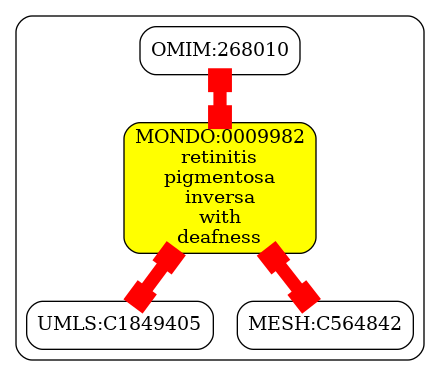 OMIM:268010
MONDO:0009982
retinitis
pigmentosa
inversa
with
deafness
UMLS:C1849405
MESH:C564842